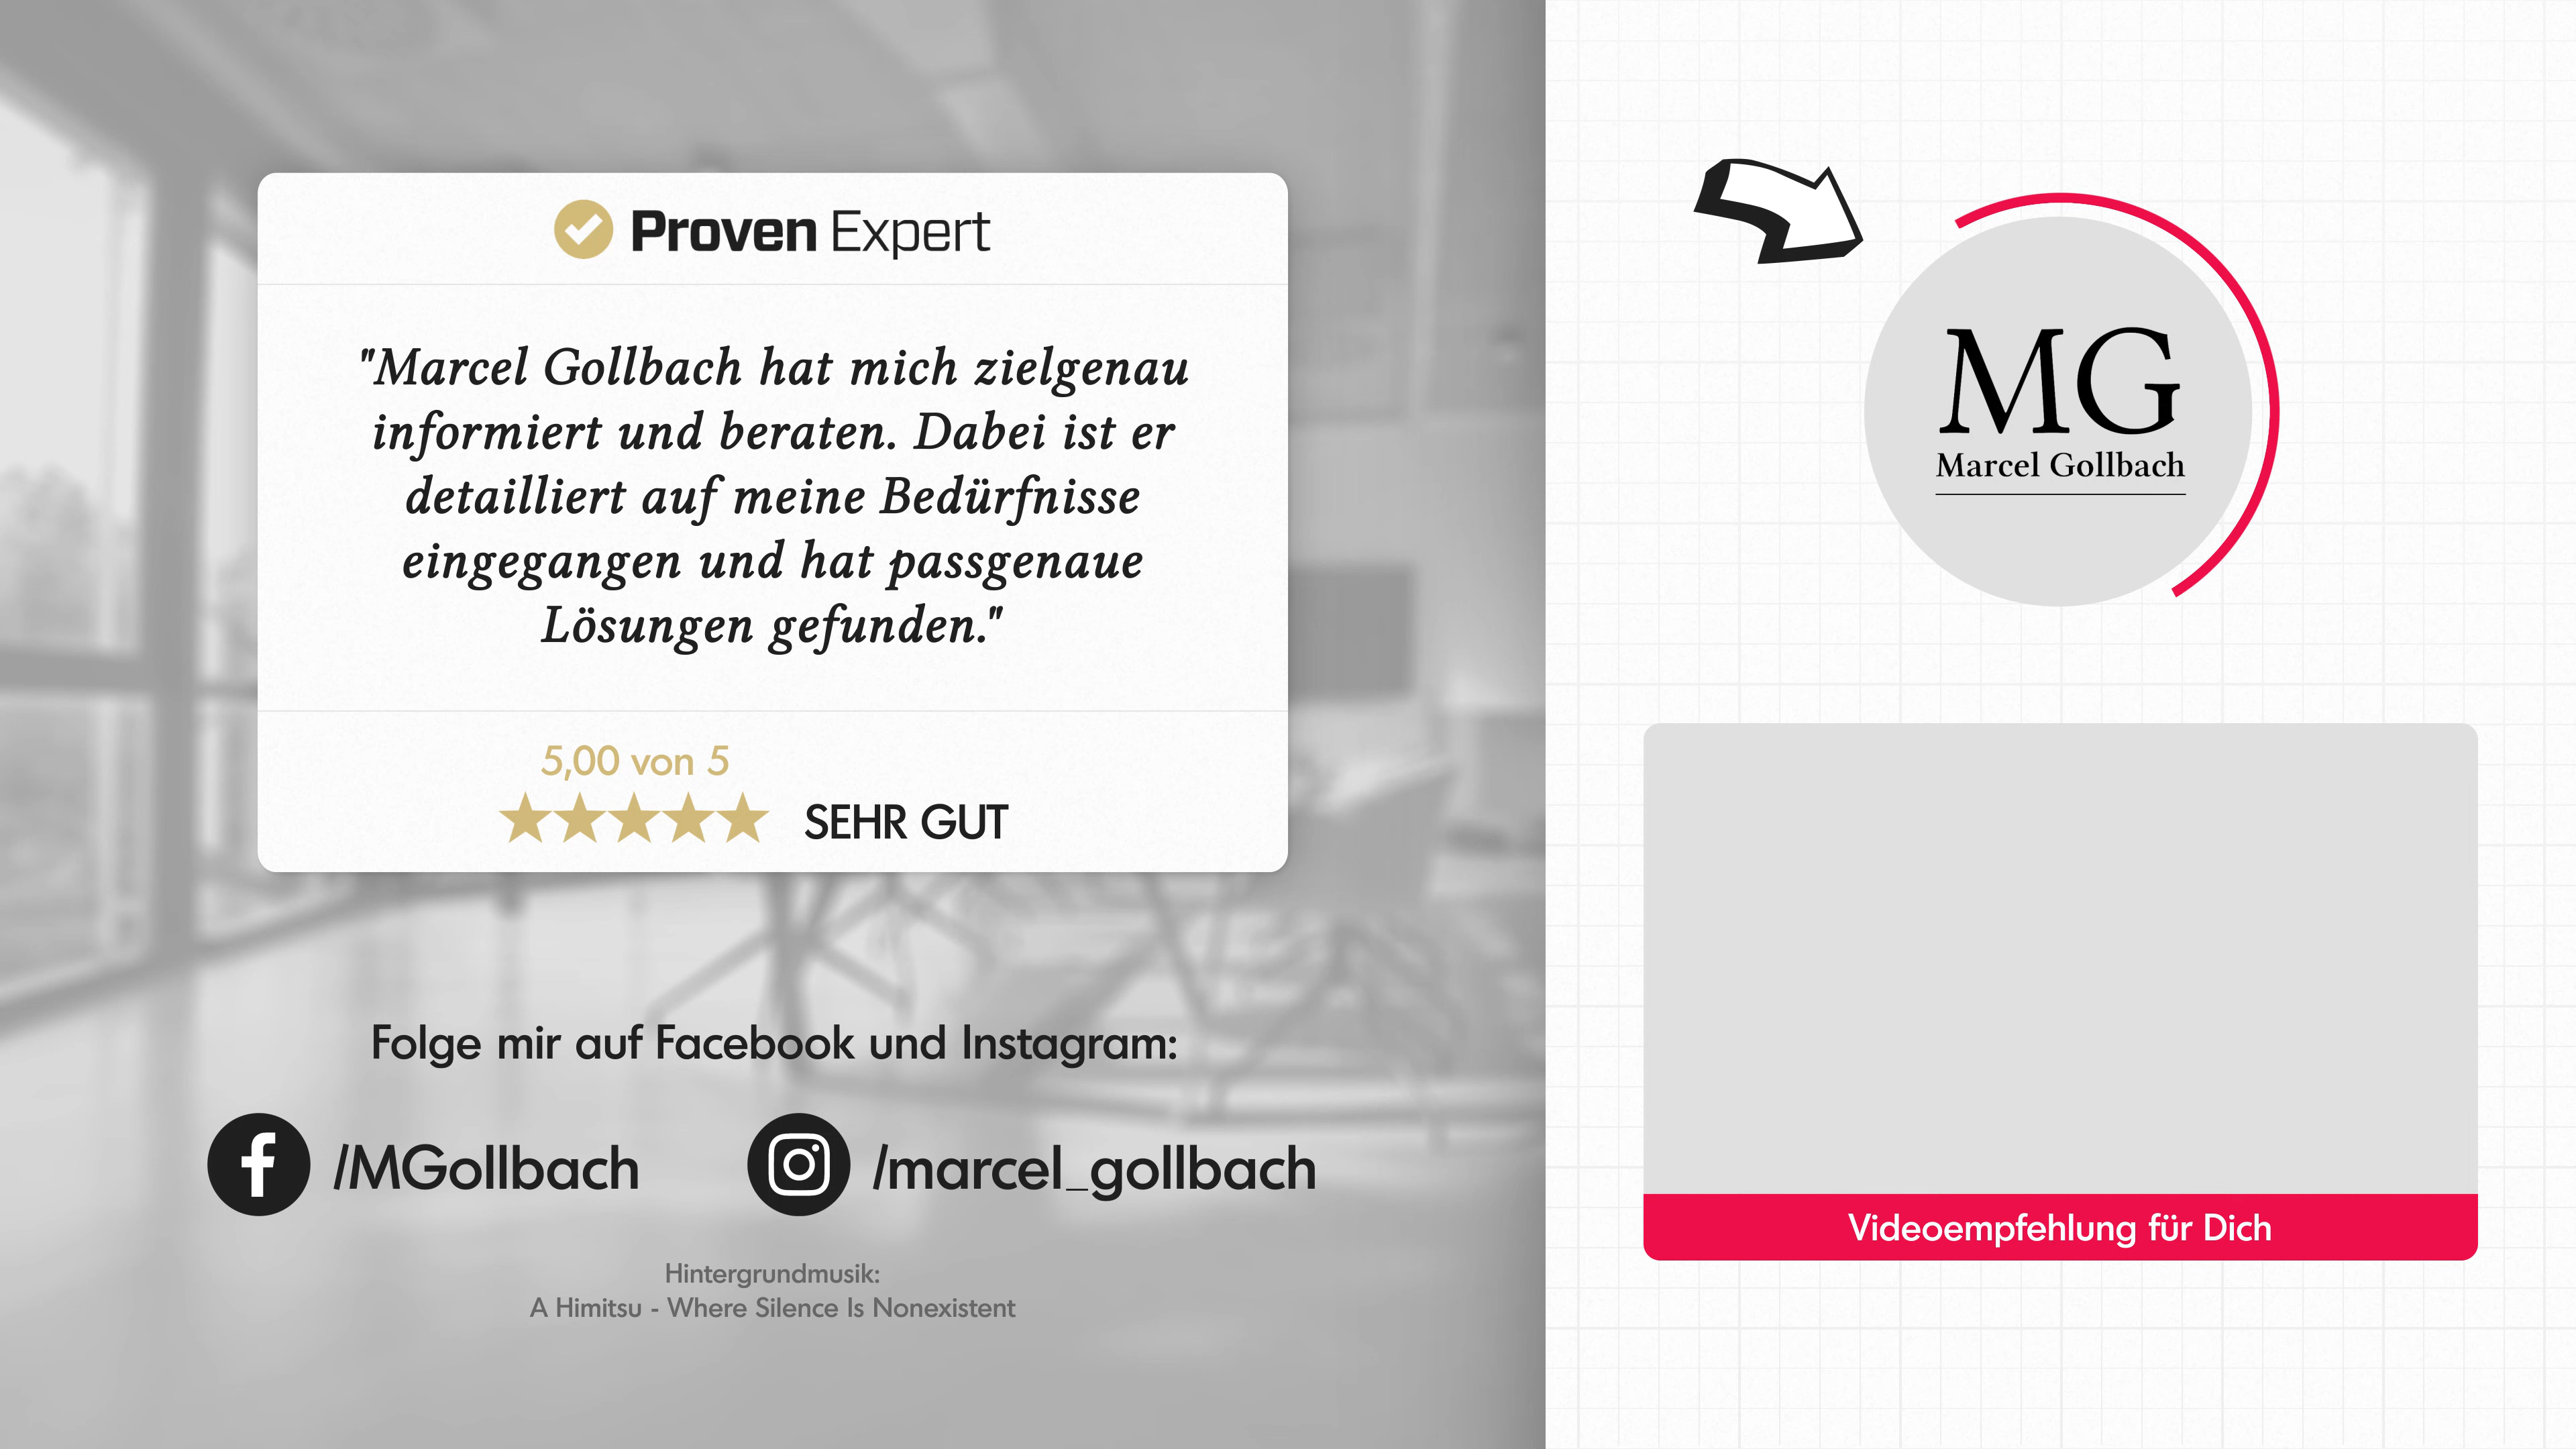 Proven Expert
"Marcel Gollbach hat mich zielgenau
informiert und beraten. Dabei ist er
detailliert auf meine Bedürfnisse
eingegangen und hat passgenaue
Lösungen gefunden."
5,00 von 5
SEHR GUT
Folge mir auf Facebook und Instagram:
/MGollbach
/marcel_gollbach
Hintergrundmusik:
A Himitsu - Where Silence Is Nonexistent
MG
Marcel Gollbach
Videoempfehlung für Dich